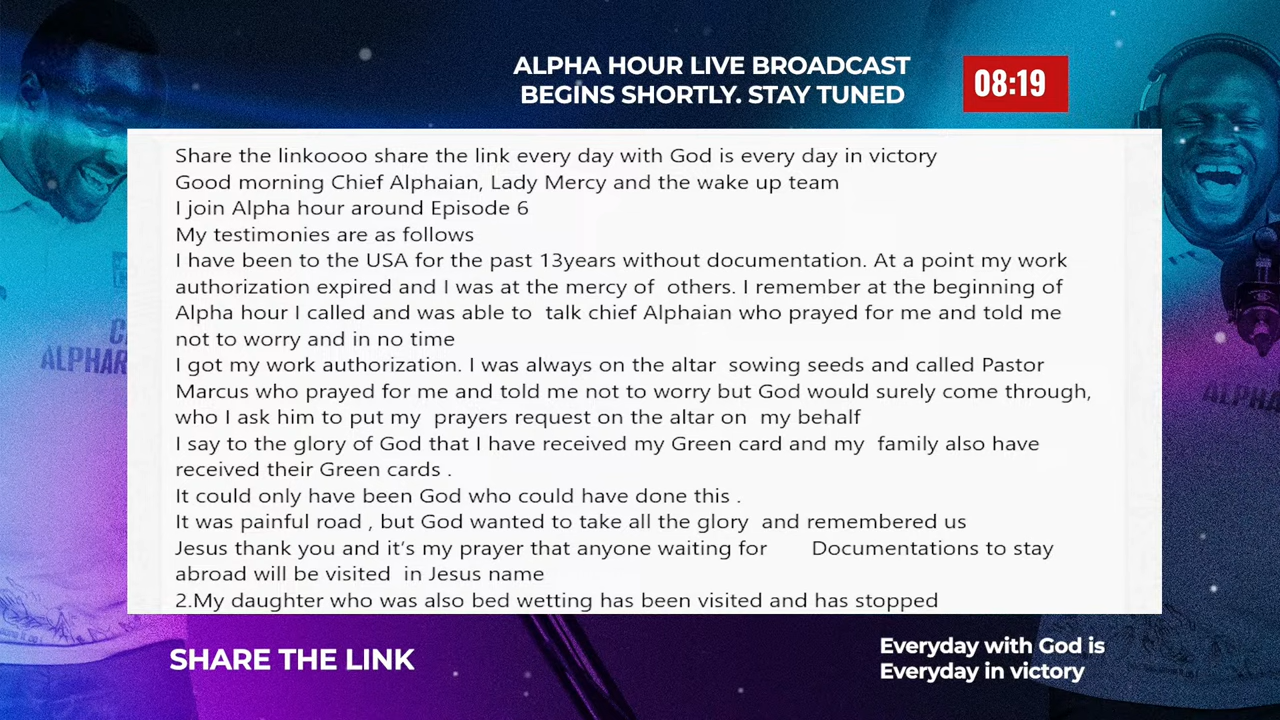 ALPHA HOUR LIVE BROADCAST
BEGINS SHORTLY. STAY TUNED
08:19
Share the linkoooo share the link every day with God is every day in victory
Good morning Chief Alphaian, Lady Mercy and the wake up team
I join Alpha hour around Episode 6
My testimonies are as follows
I have been to the USA for the past 13years without documentation. At a point my work
authorization expired and I was at the mercy of  others. I remember at the beginning of
Alpha hour I called and was able to  talk chief Alphaian who prayed for me and told me
not to worry and in no time
I got my work authorization. I was always on the altar  sowing seeds and called Pastor
Marcus who prayed for me and told me not to worry but God would surely come through,
who I ask him to put my  prayers request on the altar on  my behalf
I say to the glory of God that I have received my Green card and my  family also have
received their Green cards .
It could only have been God who could have done this .
It was painful road , but God wanted to take all the glory  and remembered us
Jesus thank you and it's my prayer that anyone waiting for      Documentations to stay
abroad will be visited  in Jesus name
2.My daughter who was also bed wetting has been visited and has stopped
SHARE THE LINK
Everyday with God is
Everyday in victory